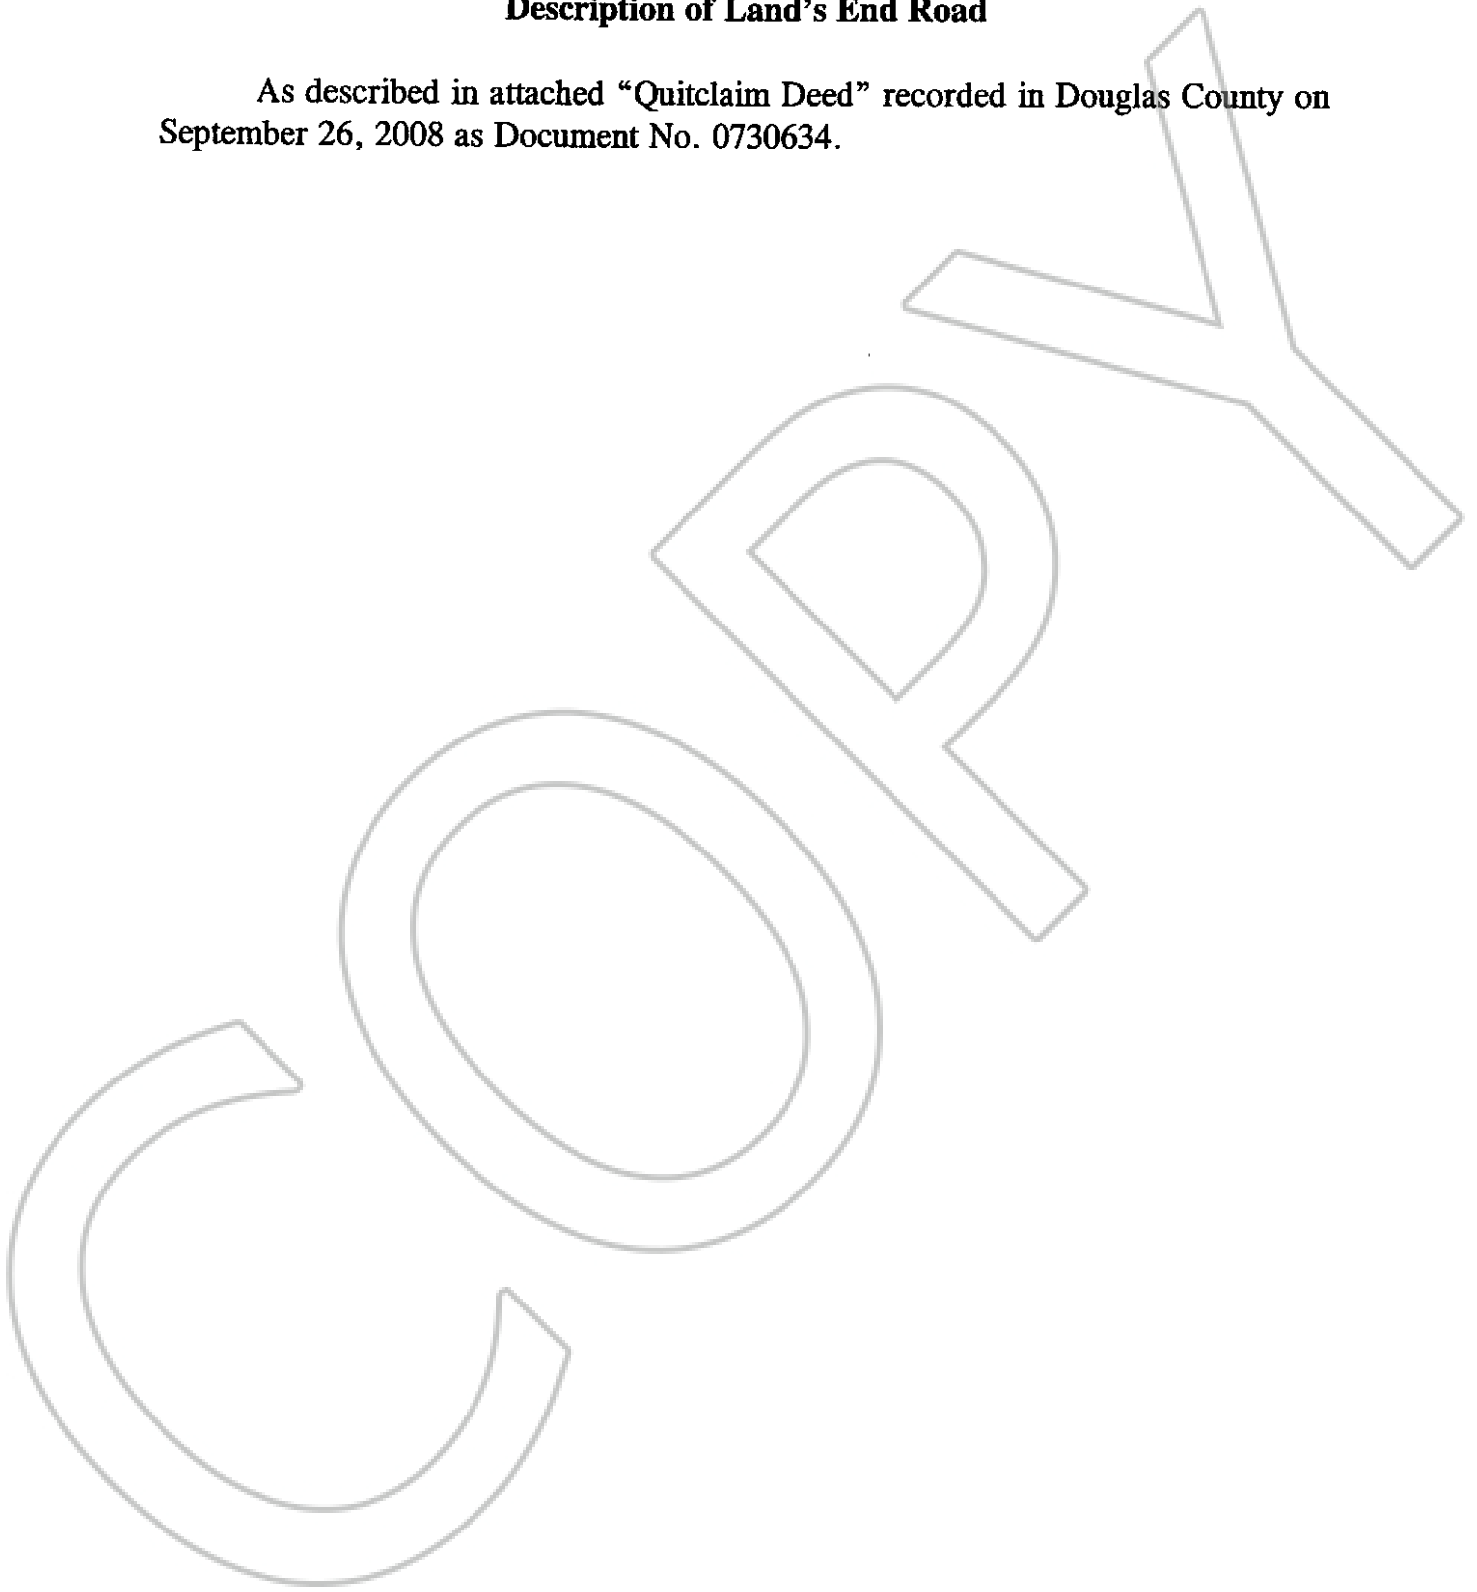 Description of Land's End Road
As described in attached “Quitclaim Deed” recorded in Douglas County on
September 26, 2008 as Document No. 0730634.
COPY